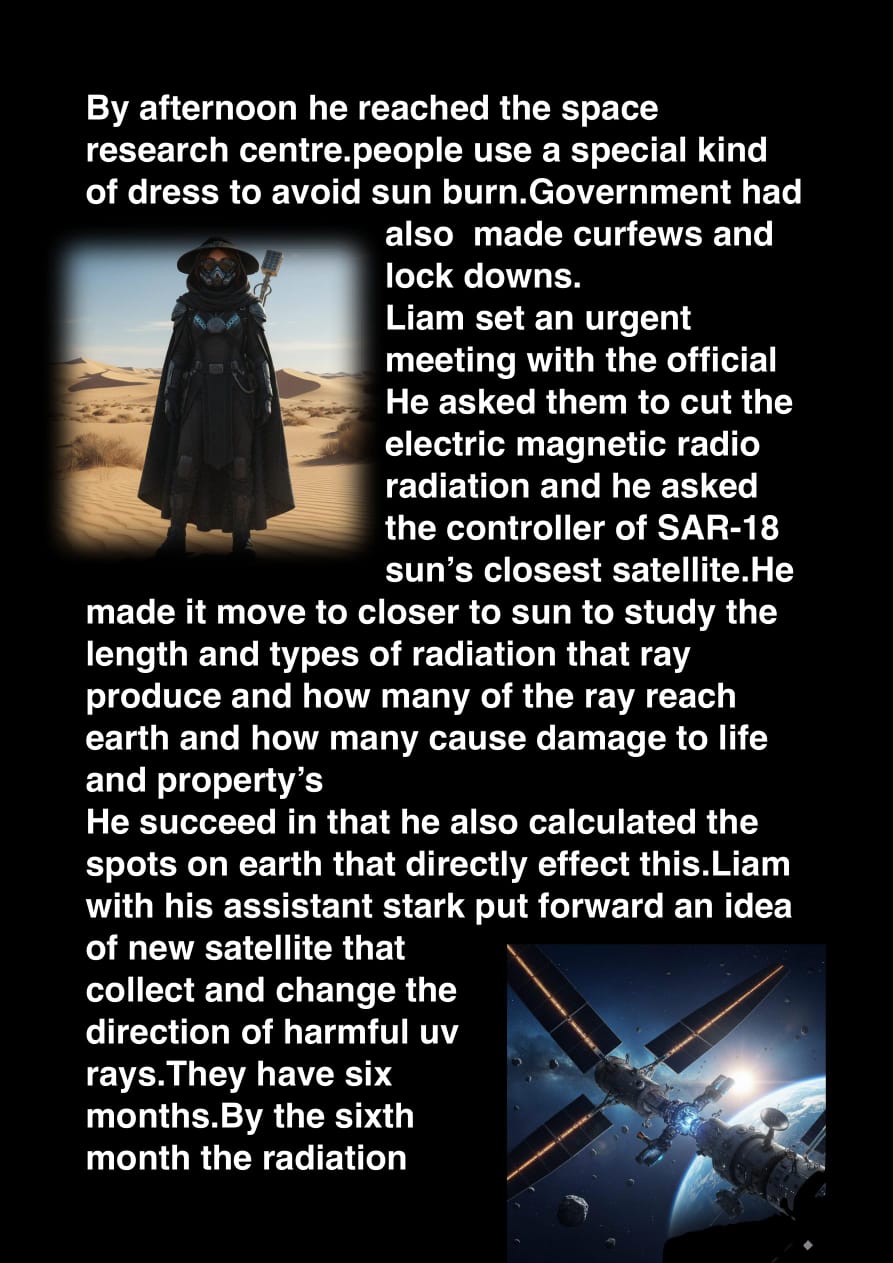 By afternoon he reached the space
research centre.people use a special kind
of dress to avoid sun burn.Government had
also  made curfews and
lock downs.
Liam set an urgent
meeting with the official
He asked them to cut the
electric magnetic radio
radiation and he asked
the controller of SAR-18
sun’s closest satellite.He
made it move to closer to sun to study the
length and types of radiation that ray
produce and how many of the ray reach
earth and how many cause damage to life
and property’s
He succeed in that he also calculated the
spots on earth that directly effect this.Liam
with his assistant stark put forward an idea
of new satellite that
collect and change the
direction of harmful uv
rays.They have six
months.By the sixth
month the radiation